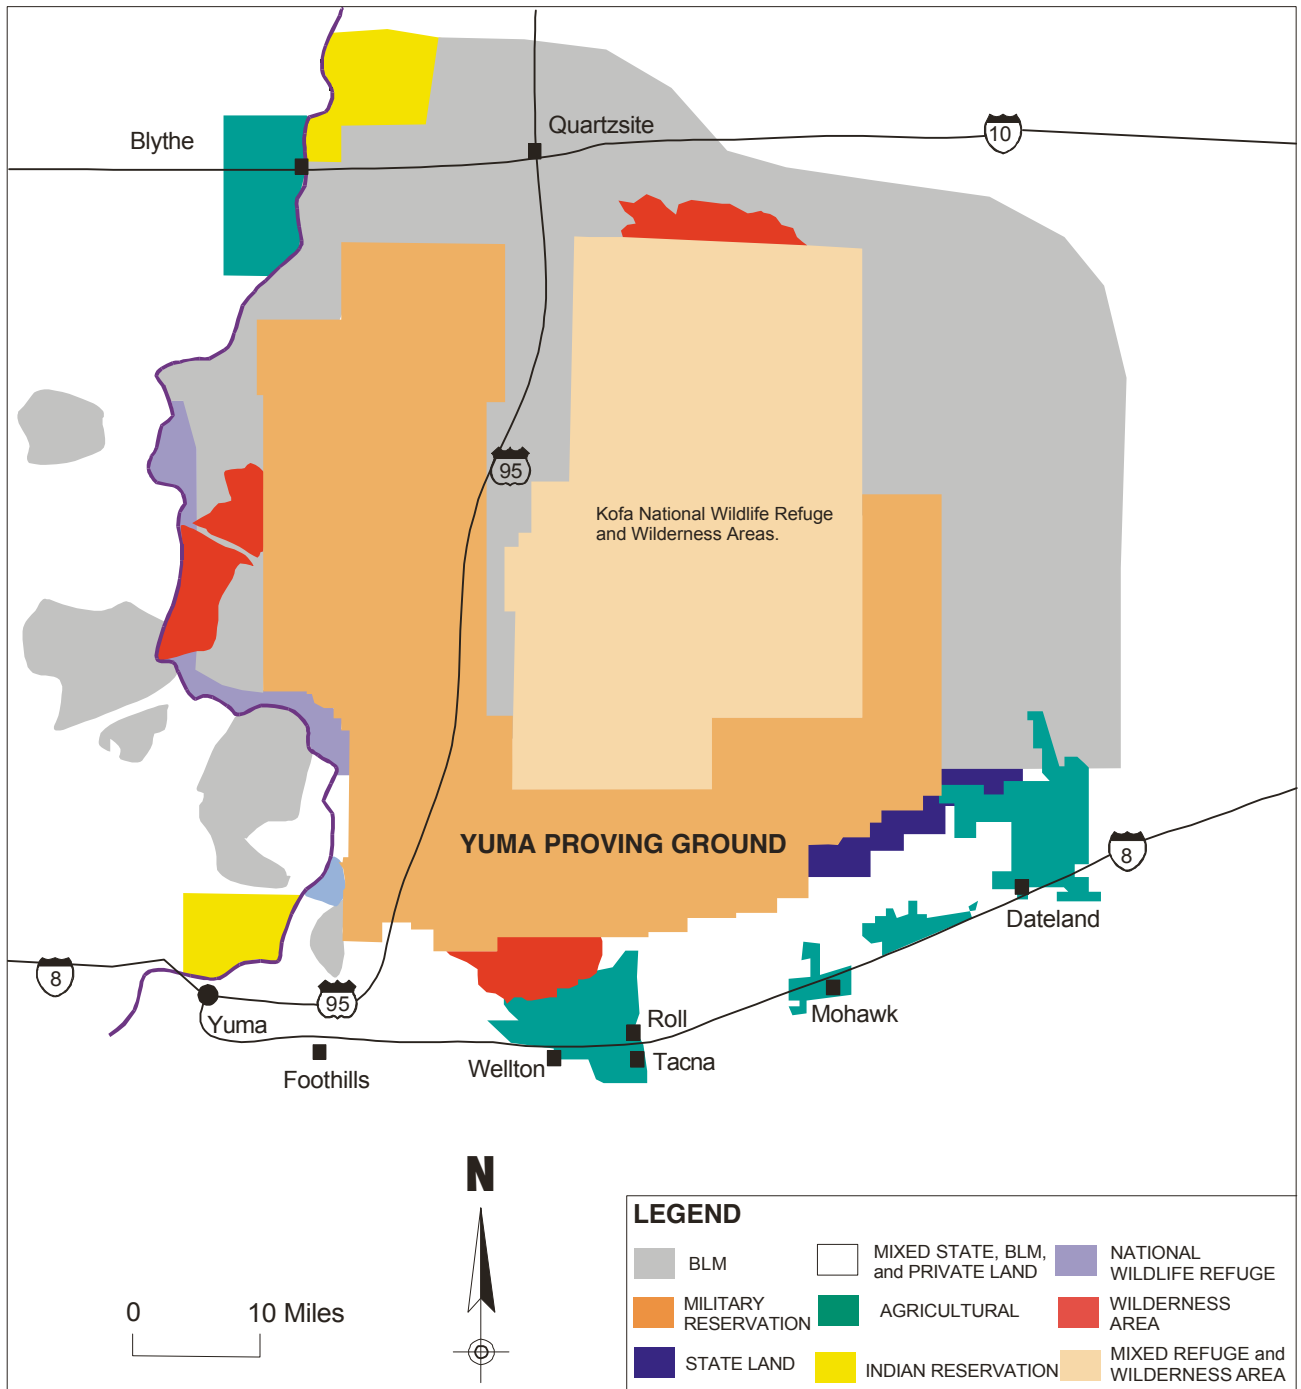 Blythe
Quartzsite
10
95
Kofa National Wildlife Refuge
and Wilderness Areas.
YUMA PROVING GROUND
8
Dateland
8
95
Yuma
Mohawk
Roll
Foothills
Wellton
Tacna
N
0 10 Miles
LEGEND
BLM
MIXED STATE, BLM,
and PRIVATE LAND
NATIONAL
WILDLIFE REFUGE
MILITARY
RESERVATION
AGRICULTURAL
WILDERNESS
AREA
STATE LAND
INDIAN RESERVATION
MIXED REFUGE and
WILDERNESS AREA